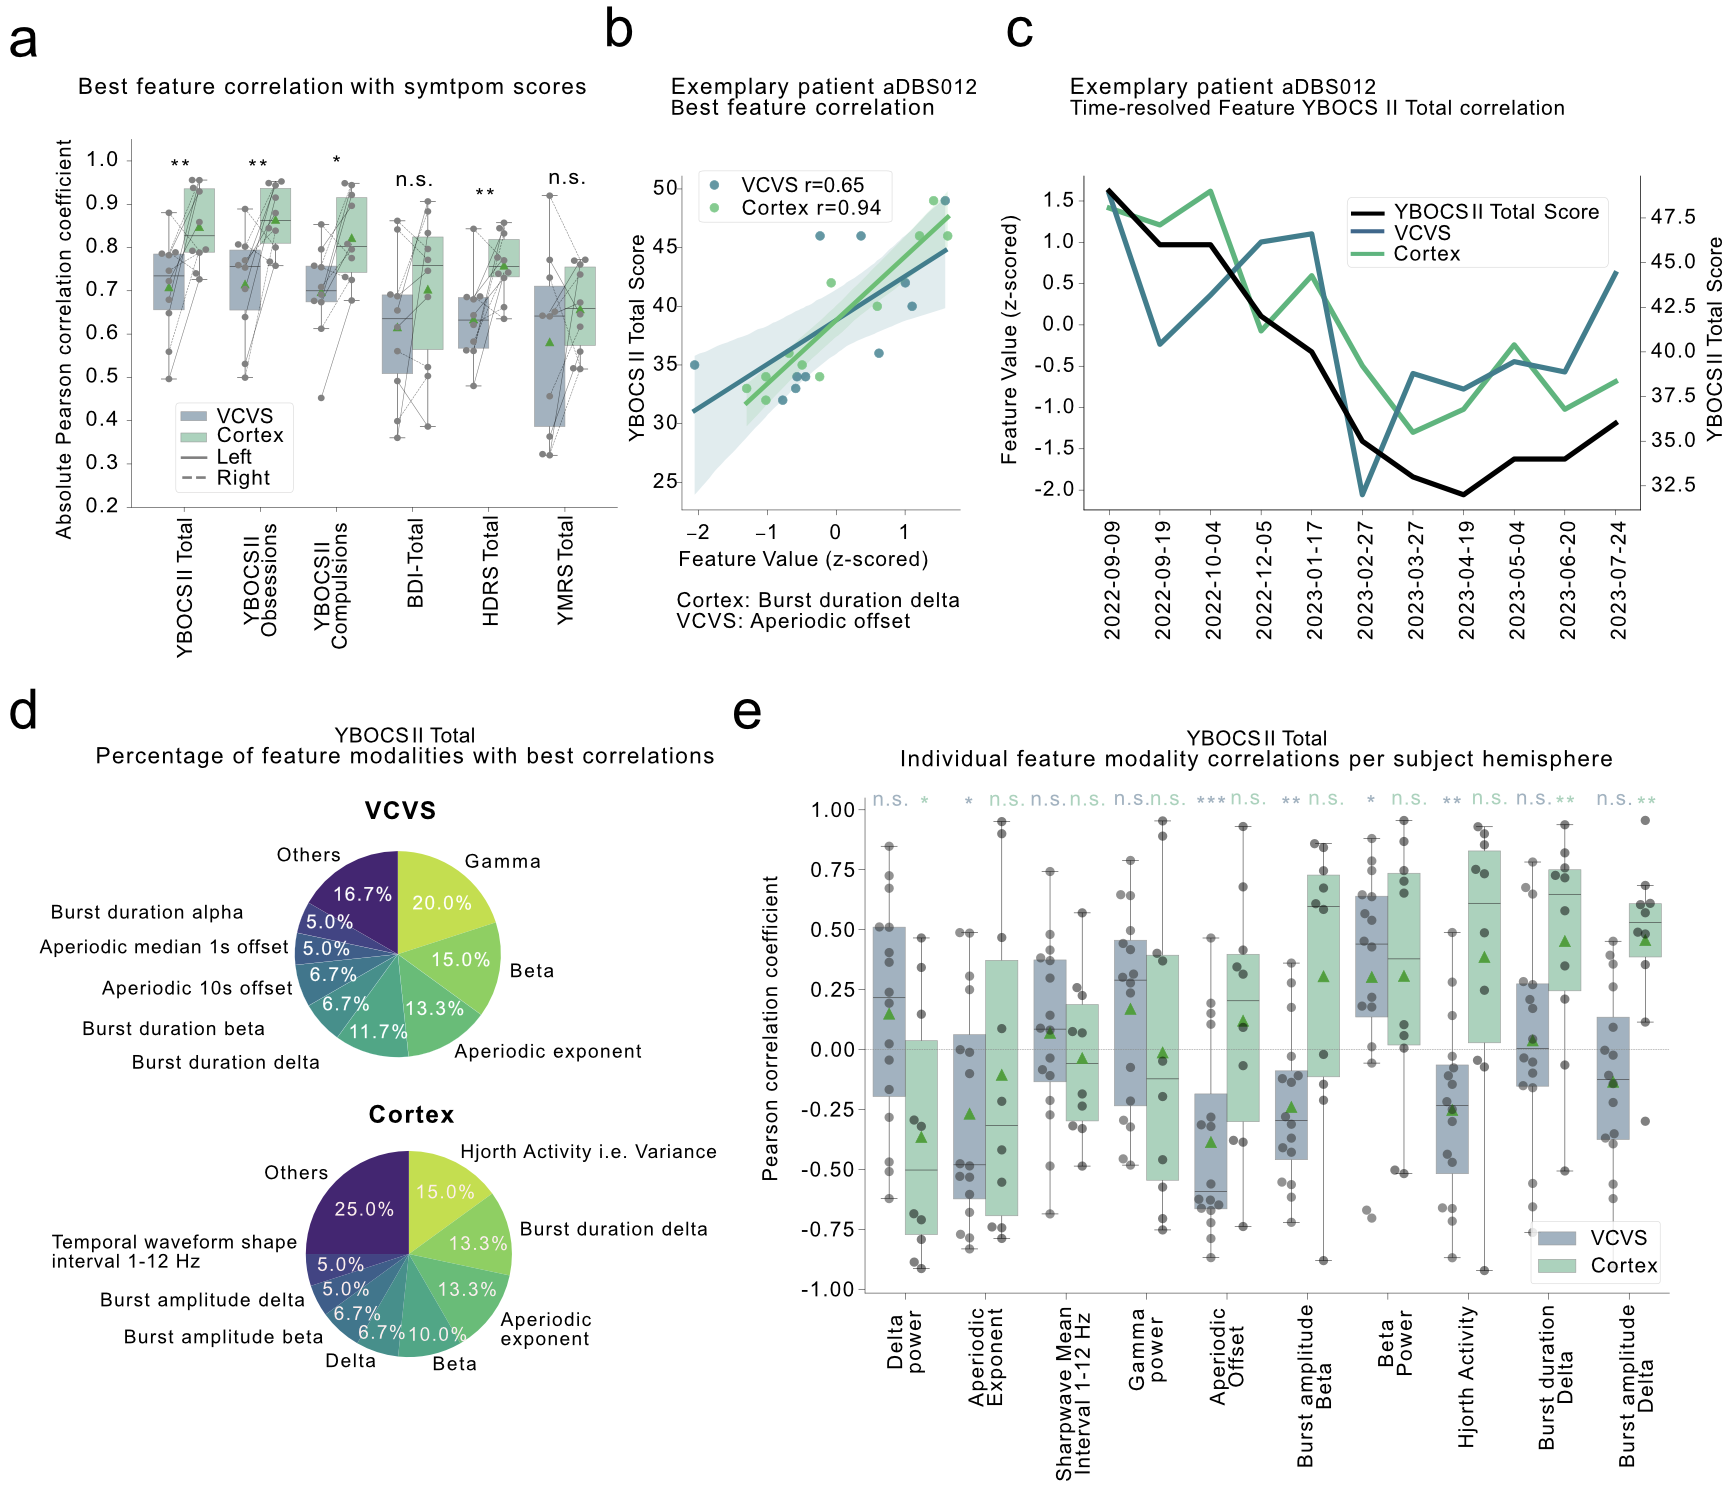 a
Best feature correlation with symtpom scores
Absolute Pearson correlation coefficient
1.0
0.9
0.8
0.7
0.6
0.5
0.4
0.3
0.2
**
**
*
n.s.
**
n.s.
VCVS
Cortex
Left
Right
YBOCSII Total
YBOCSII
Obsessions
YBOCSII
Compulsions
BDI-Total
HDRS Total
YMRS Total
b
Exemplary patient aDBS012
Best feature correlation
YBOCS II Total Score
50
45
40
35
30
25
VCVS r=0.65
Cortex r=0.94
−2
−1
0
1
Feature Value (z-scored)
Cortex: Burst duration delta
VCVS: Aperiodic offset
c
Exemplary patient aDBS012
Time-resolved Feature YBOCS II Total correlation
Feature Value (z-scored)
1.5
1.0
0.5
0.0
-0.5
-1.0
-1.5
-2.0
YBOCSII Total Score
VCVS
Cortex
47.5
45.0
42.5
40.0
37.5
35.0
32.5
YBOCS II Total Score
2022-09-09
2022-09-19
2022-10-04
2022-12-05
2023-01-17
2023-02-27
2023-03-27
2023-04-19
2023-05-04
2023-06-20
2023-07-24
d
YBOCSII Total
Percentage of feature modalities with best correlations
VCVS
Others
Gamma
Burst duration alpha
Aperiodic median 1s offset
Beta
Aperiodic 10s offset
Burst duration beta
Aperiodic exponent
Burst duration delta
16.7%
20.0%
5.0%
5.0%
15.0%
6.7%
6.7%
13.3%
11.7%
Cortex
Hjorth Activity i.e. Variance
Others
Burst duration delta
Temporal waveform shape
interval 1-12 Hz
Burst amplitude delta
Aperiodic
exponent
Burst amplitude beta
Delta
Beta
15.0%
25.0%
13.3%
5.0%
5.0%
13.3%
6.7%
6.7%
10.0%
e
YBOCSII Total
Individual feature modality correlations per subject hemisphere
Pearson correlation coefficient
1.00
0.75
0.50
0.25
0.00
-0.25
-0.50
-0.75
-1.00
n.s.
*
*
n.s.
n.s.
n.s.
n.s.
n.s.
***
n.s.
**
n.s.
*
n.s.
**
n.s.
n.s.
**
n.s.
**
VCVS
Cortex
Delta
power
Aperiodic
Exponent
Sharpwave Mean
Interval 1-12 Hz
Gamma
power
Aperiodic
Offset
Burst amplitude
Beta
Beta
Power
Hjorth Activity
Burst duration
Delta
Burst amplitude
Delta